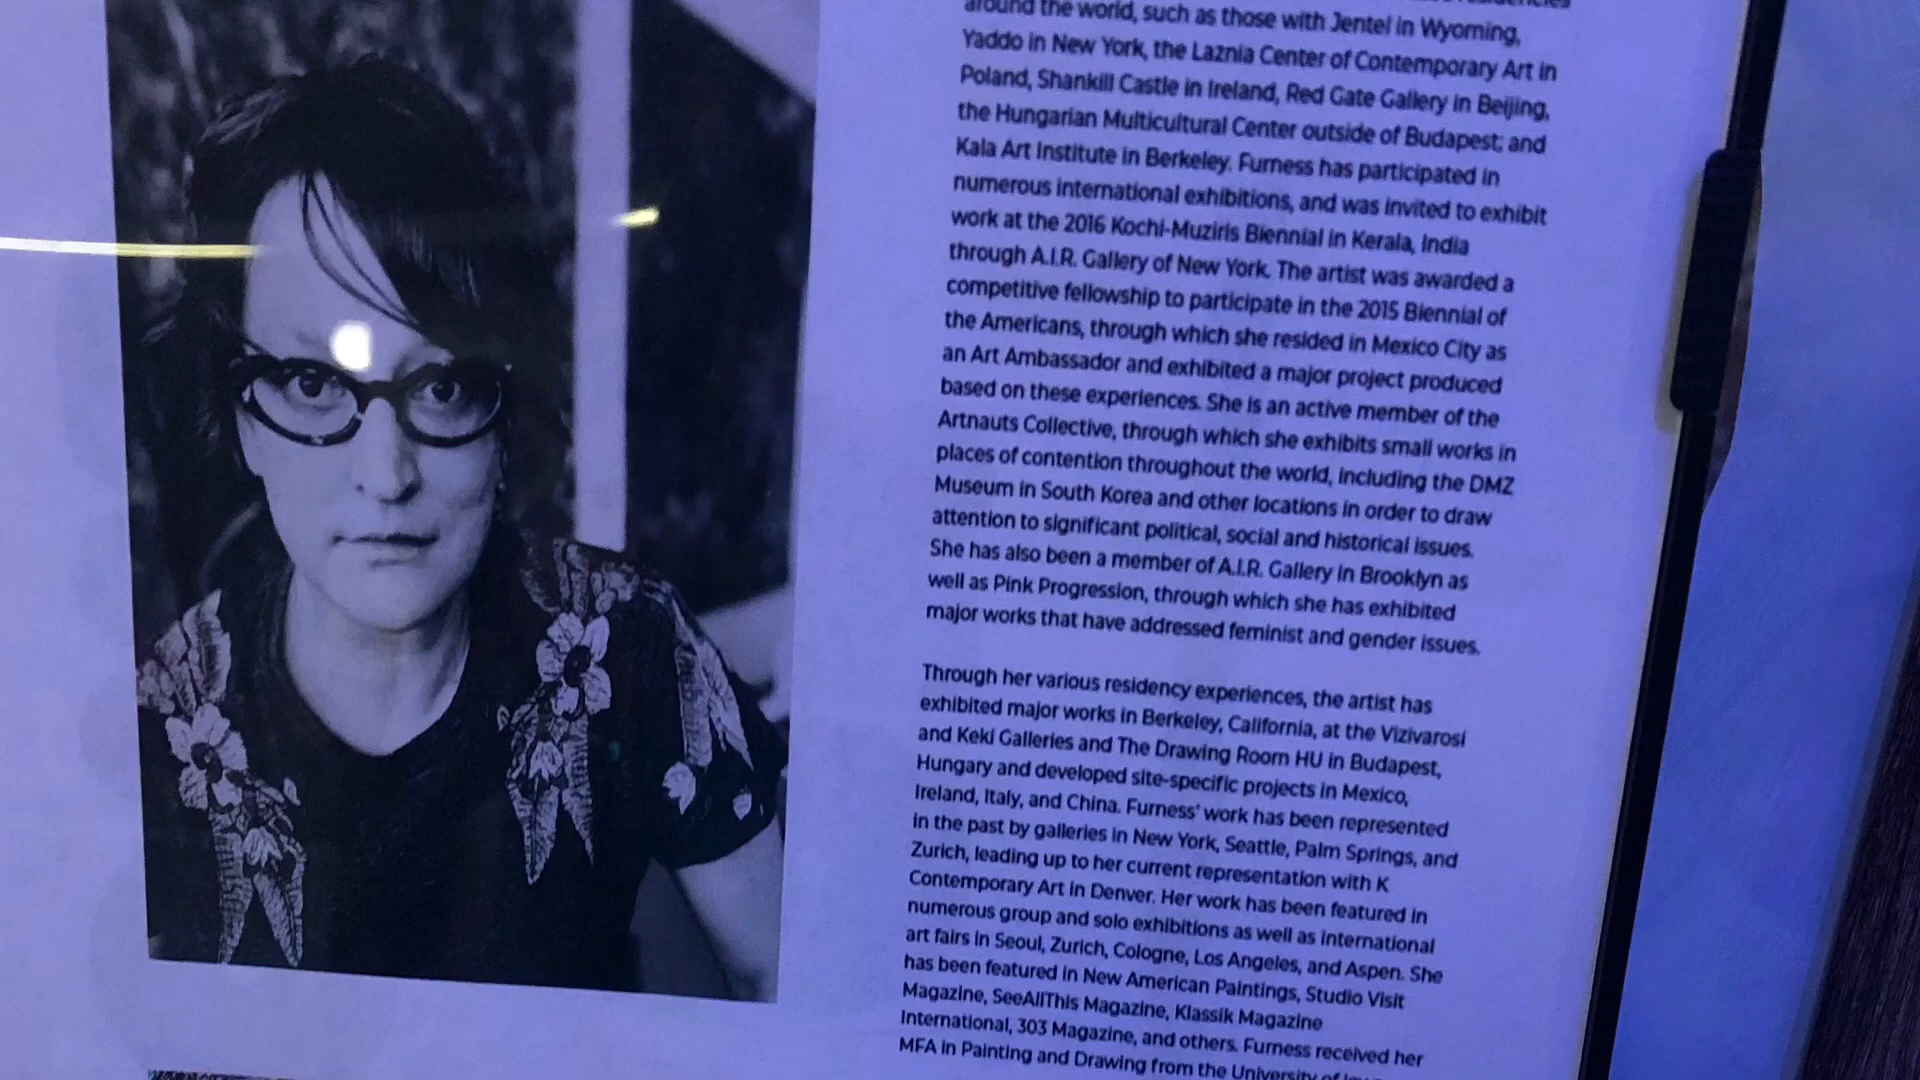 around the world, such as those with Jentel in Wyoming,
Yaddo in New York, the Laznia Center of Contemporary Art in
Poland, Shankill Castle in Ireland, Red Gate Gallery in Beijing,
the Hungarian Multicultural Center outside of Budapest; and
Kala Art Institute in Berkeley. Furness has participated in
numerous international exhibitions, and was invited to exhibit
work at the 2016 Kochi-Muziris Biennial in Kerala, India
through A.I.R. Gallery of New York. The artist was awarded a
competitive fellowship to participate in the 2015 Biennial of
the Americans, through which she resided in Mexico City as
an Art Ambassador and exhibited a major project produced
based on these experiences. She is an active member of the
Artnauts Collective, through which she exhibits small works in
places of contention throughout the world, including the DMZ
Museum in South Korea and other locations in order to draw
attention to significant political, social and historical issues.
She has also been a member of A.I.R. Gallery in Brooklyn as
well as Pink Progression, through which she has exhibited
major works that have addressed feminist and gender issues.
Through her various residency experiences, the artist has
exhibited major works in Berkeley, California, at the Vizivarosi
and Keki Galleries and The Drawing Room HU in Budapest,
Hungary and developed site-specific projects in Mexico,
Ireland, Italy, and China. Furness' work has been represented
in the past by galleries in New York, Seattle, Palm Springs, and
Zurich, leading up to her current representation with K
Contemporary Art in Denver. Her work has been featured in
numerous group and solo exhibitions as well as international
art fairs in Seoul, Zurich, Cologne, Los Angeles, and Aspen. She
has been featured in New American Paintings, Studio Visit
Magazine, SeeAllThis Magazine, Klassik Magazine
International, 303 Magazine, and others. Furness received her
MFA in Painting and Drawing from the University of